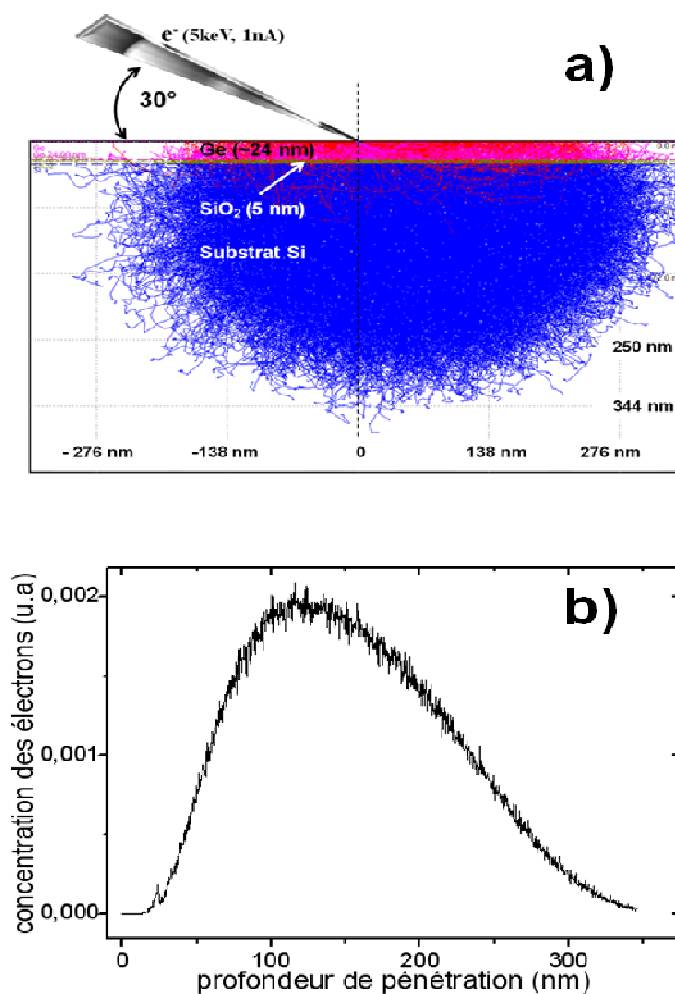 a)
e⁻ (5keV, 1nA)
30°
Ge (~24 nm)
SiO₂ (5 nm)
Substrat Si
250 nm
344 nm
-276 nm -138 nm 0 138 nm 276 nm
b)
concentration des électrons (u.a)
0,002
0,001
0,000
0 100 200 300
profondeur de pénétration (nm)